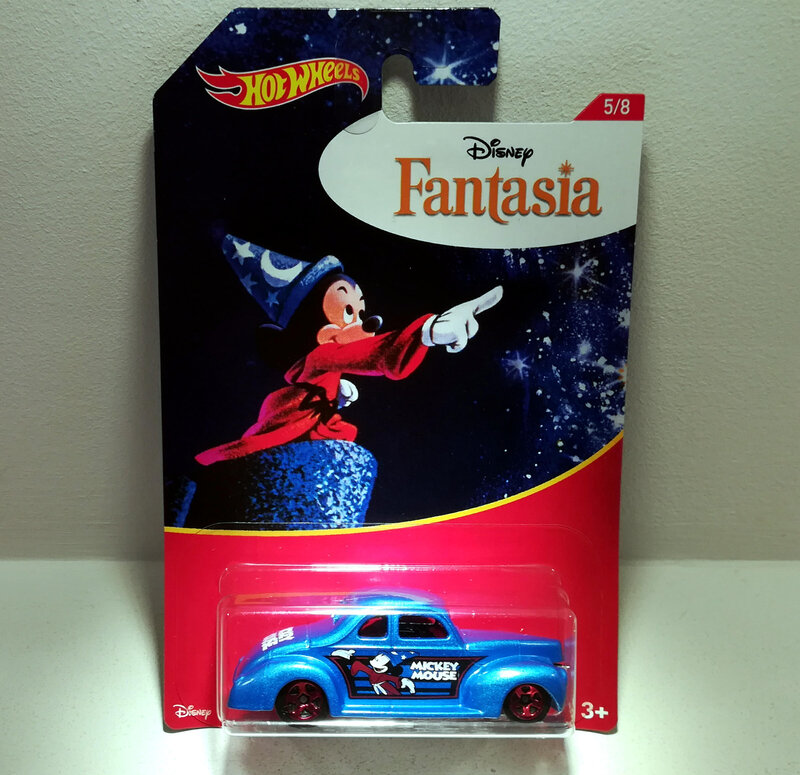 HOT WHEELS
5/8
DISNEY
Fantasia
MICKEY
MOUSE
DISNEY
3+